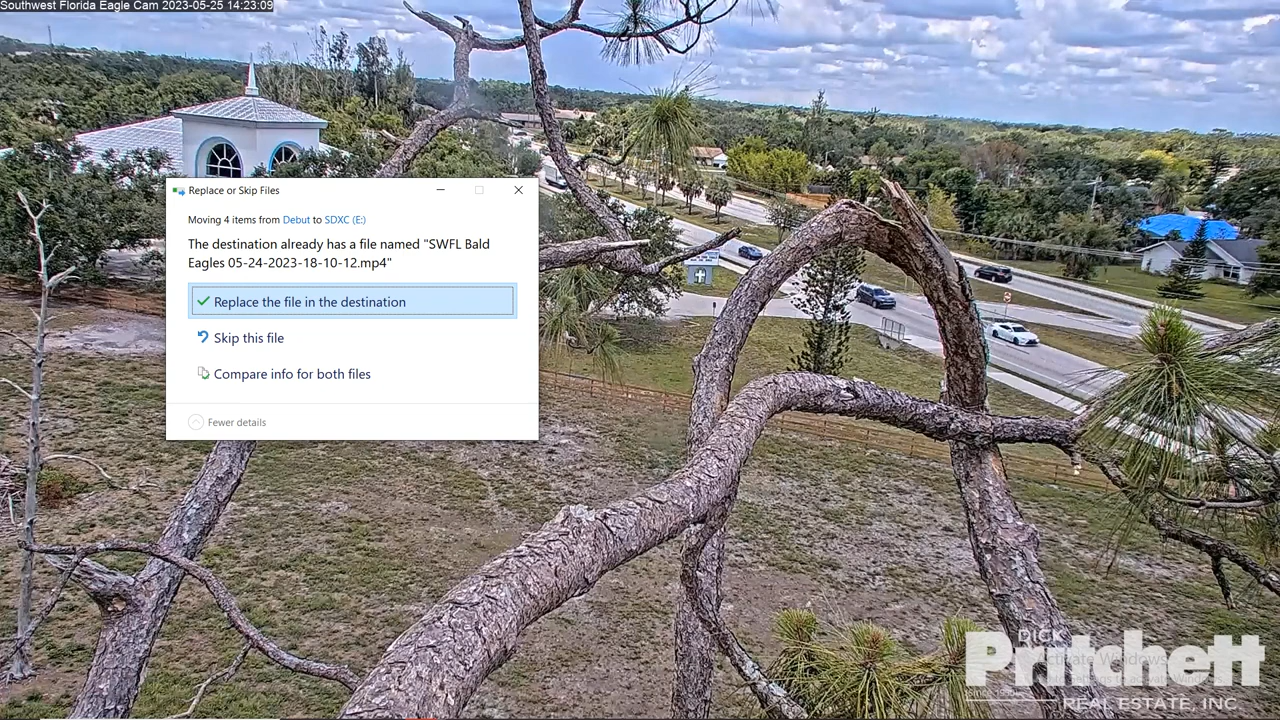 Southwest Florida Eagle Cam 2023-05-25 14:23:09
Replace or Skip Files
Moving 4 items from Debut to SDXC (E:)
The destination already has a file named "SWFL Bald
Eagles 05-24-2023-18-10-12.mp4"
Replace the file in the destination
Skip this file
Compare info for both files
Fewer details
DICK
Pritchett
Activate Windows
REAL ESTATE, INC.